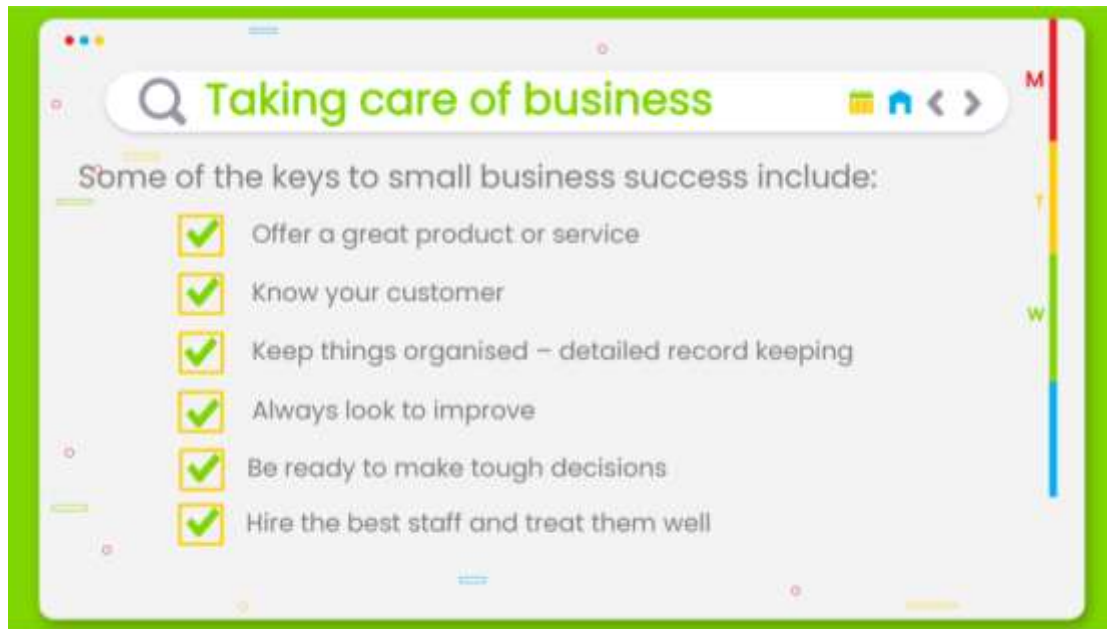 Taking care of business
M
Some of the keys to small business success include:
T
Offer a great product or service
Know your customer
W
Keep things organised – detailed record keeping
Always look to improve
Be ready to make tough decisions
Hire the best staff and treat them well